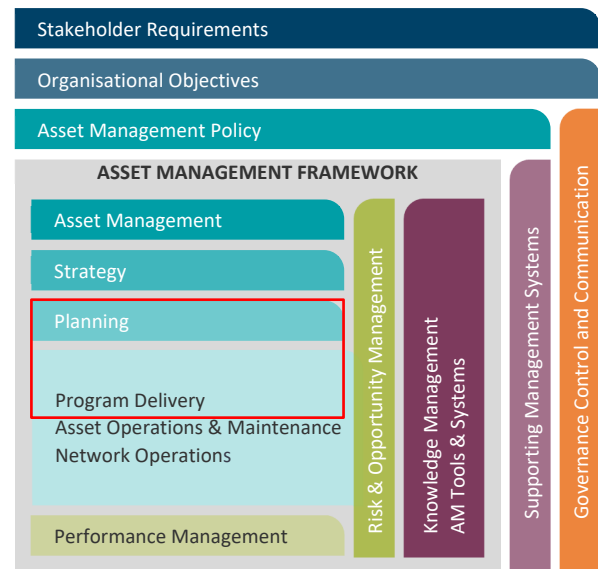 Stakeholder Requirements
Organisational Objectives
Asset Management Policy
ASSET MANAGEMENT FRAMEWORK
Asset Management
Strategy
Planning
Program Delivery
Asset Operations & Maintenance
Network Operations
Performance Management
Risk & Opportunity Management
Knowledge Management
AM Tools & Systems
Supporting Management Systems
Governance Control and Communication